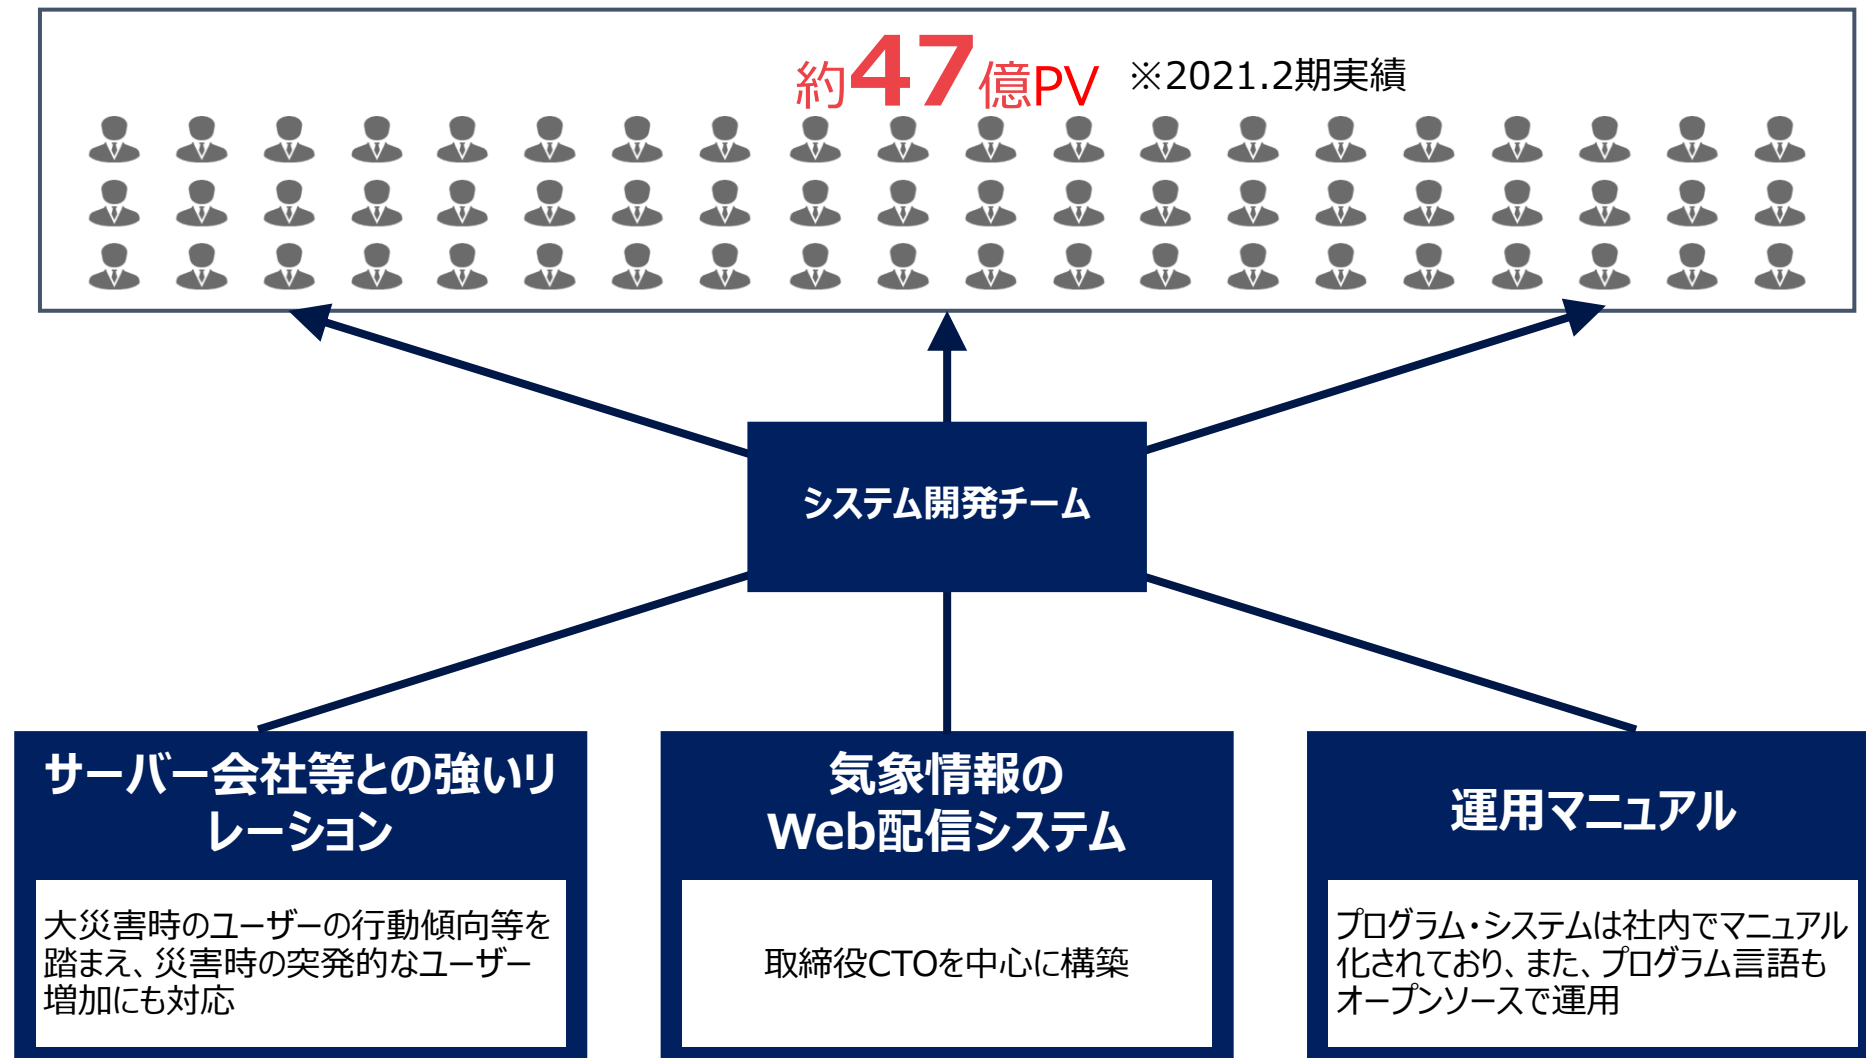 約47億PV ※2021.2期実績
システム開発チーム
サーバー会社等との強いリ
レーション
大災害時のユーザーの行動傾向等を
踏まえ、災害時の突発的なユーザー
増加にも対応
気象情報の
Web配信システム
取締役CTOを中心に構築
運用マニュアル
プログラム・システムは社内でマニュアル
化されており、また、プログラム言語も
オープンソースで運用